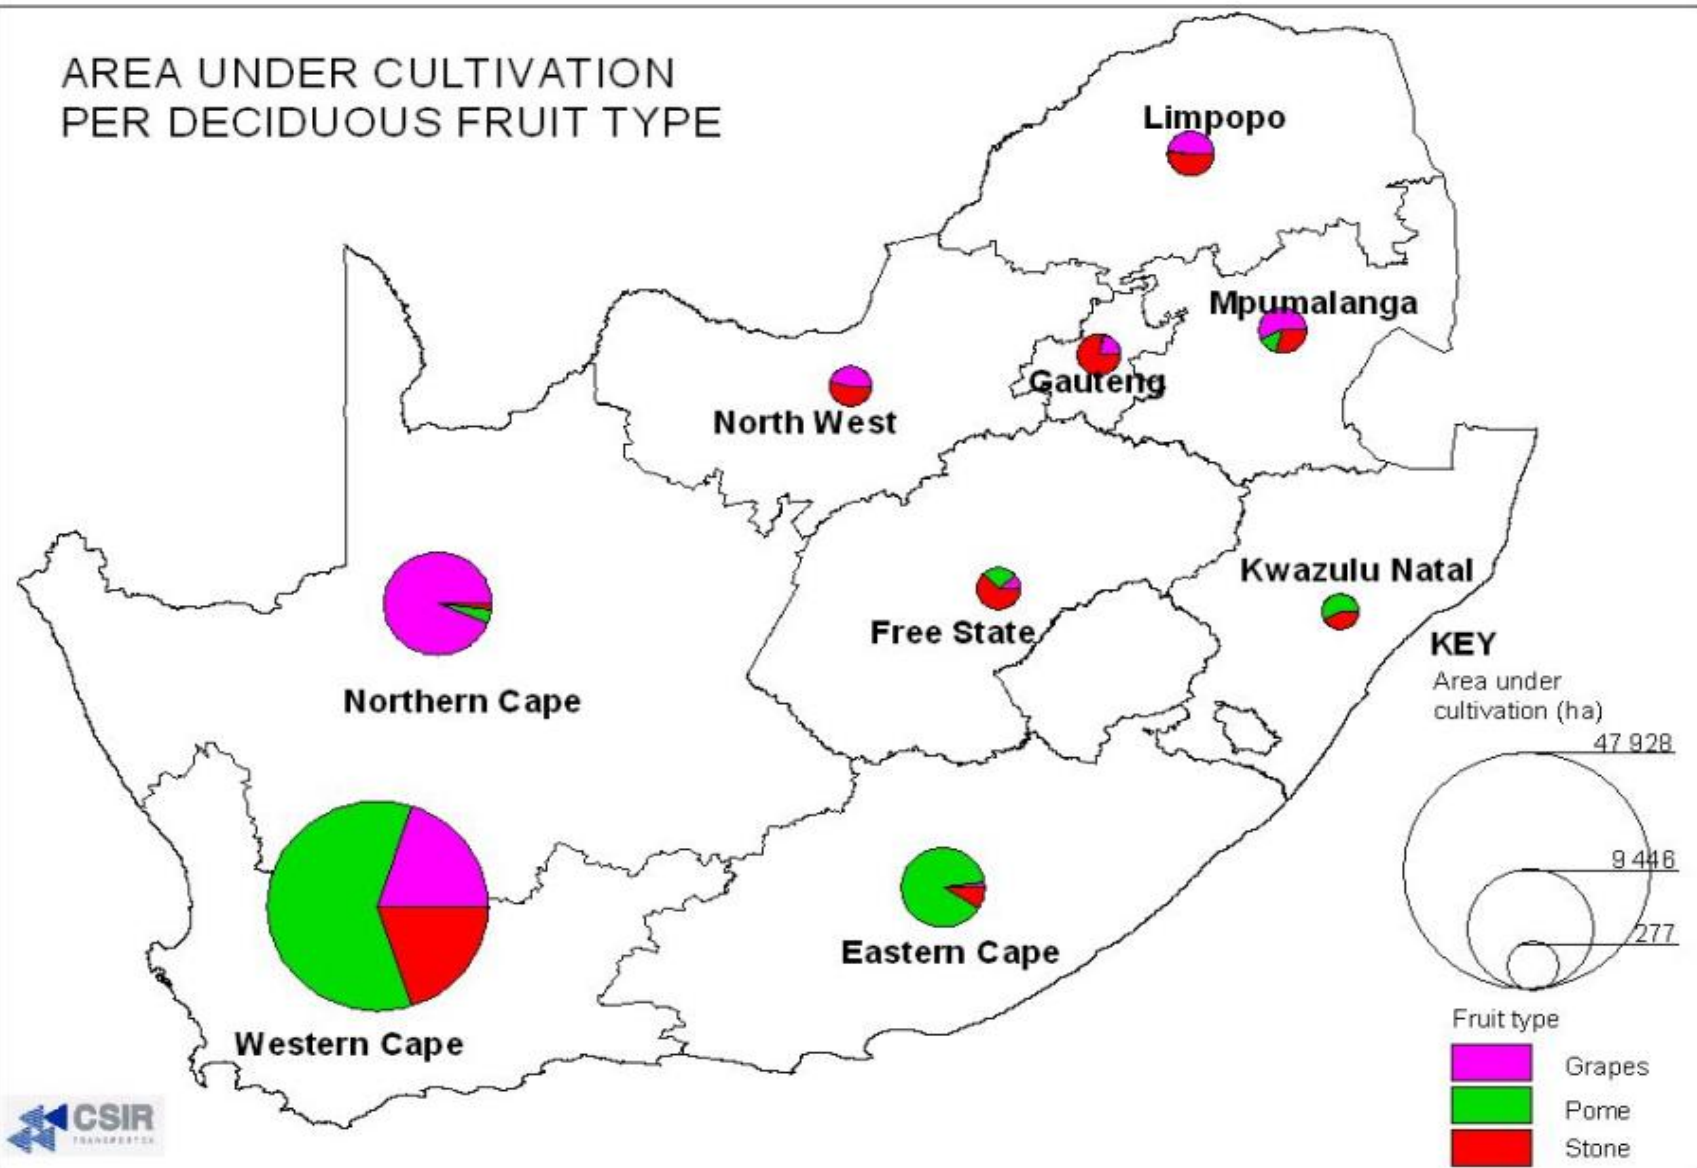 AREA UNDER CULTIVATION
PER DECIDUOUS FRUIT TYPE
Limpopo
Mpumalanga
Gauteng
North West
Kwazulu Natal
Free State
Northern Cape
Eastern Cape
Western Cape
KEY
Area under
cultivation (ha)
47 928
9 446
277
Fruit type
Grapes
Pome
Stone
CSIR